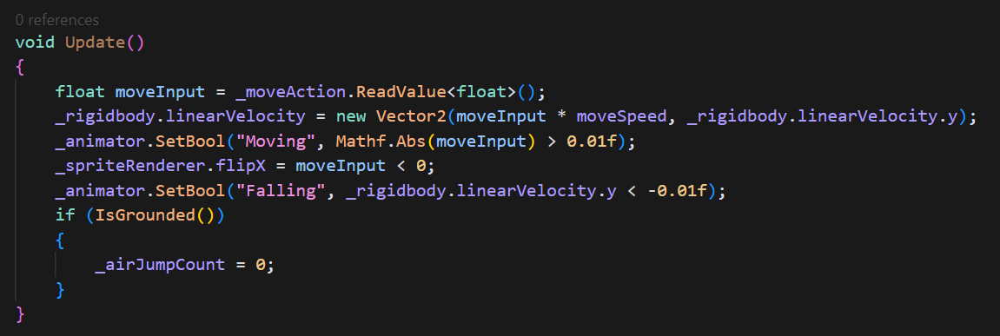 0 references
void Update()
{
    float moveInput = _moveAction.ReadValue<float>();
    _rigidbody.linearVelocity = new Vector2(moveInput * moveSpeed, _rigidbody.linearVelocity.y);
    _animator.SetBool("Moving", Mathf.Abs(moveInput) > 0.01f);
    _spriteRenderer.flipX = moveInput < 0;
    _animator.SetBool("Falling", _rigidbody.linearVelocity.y < -0.01f);
    if (IsGrounded())
    {
        _airJumpCount = 0;
    }
}